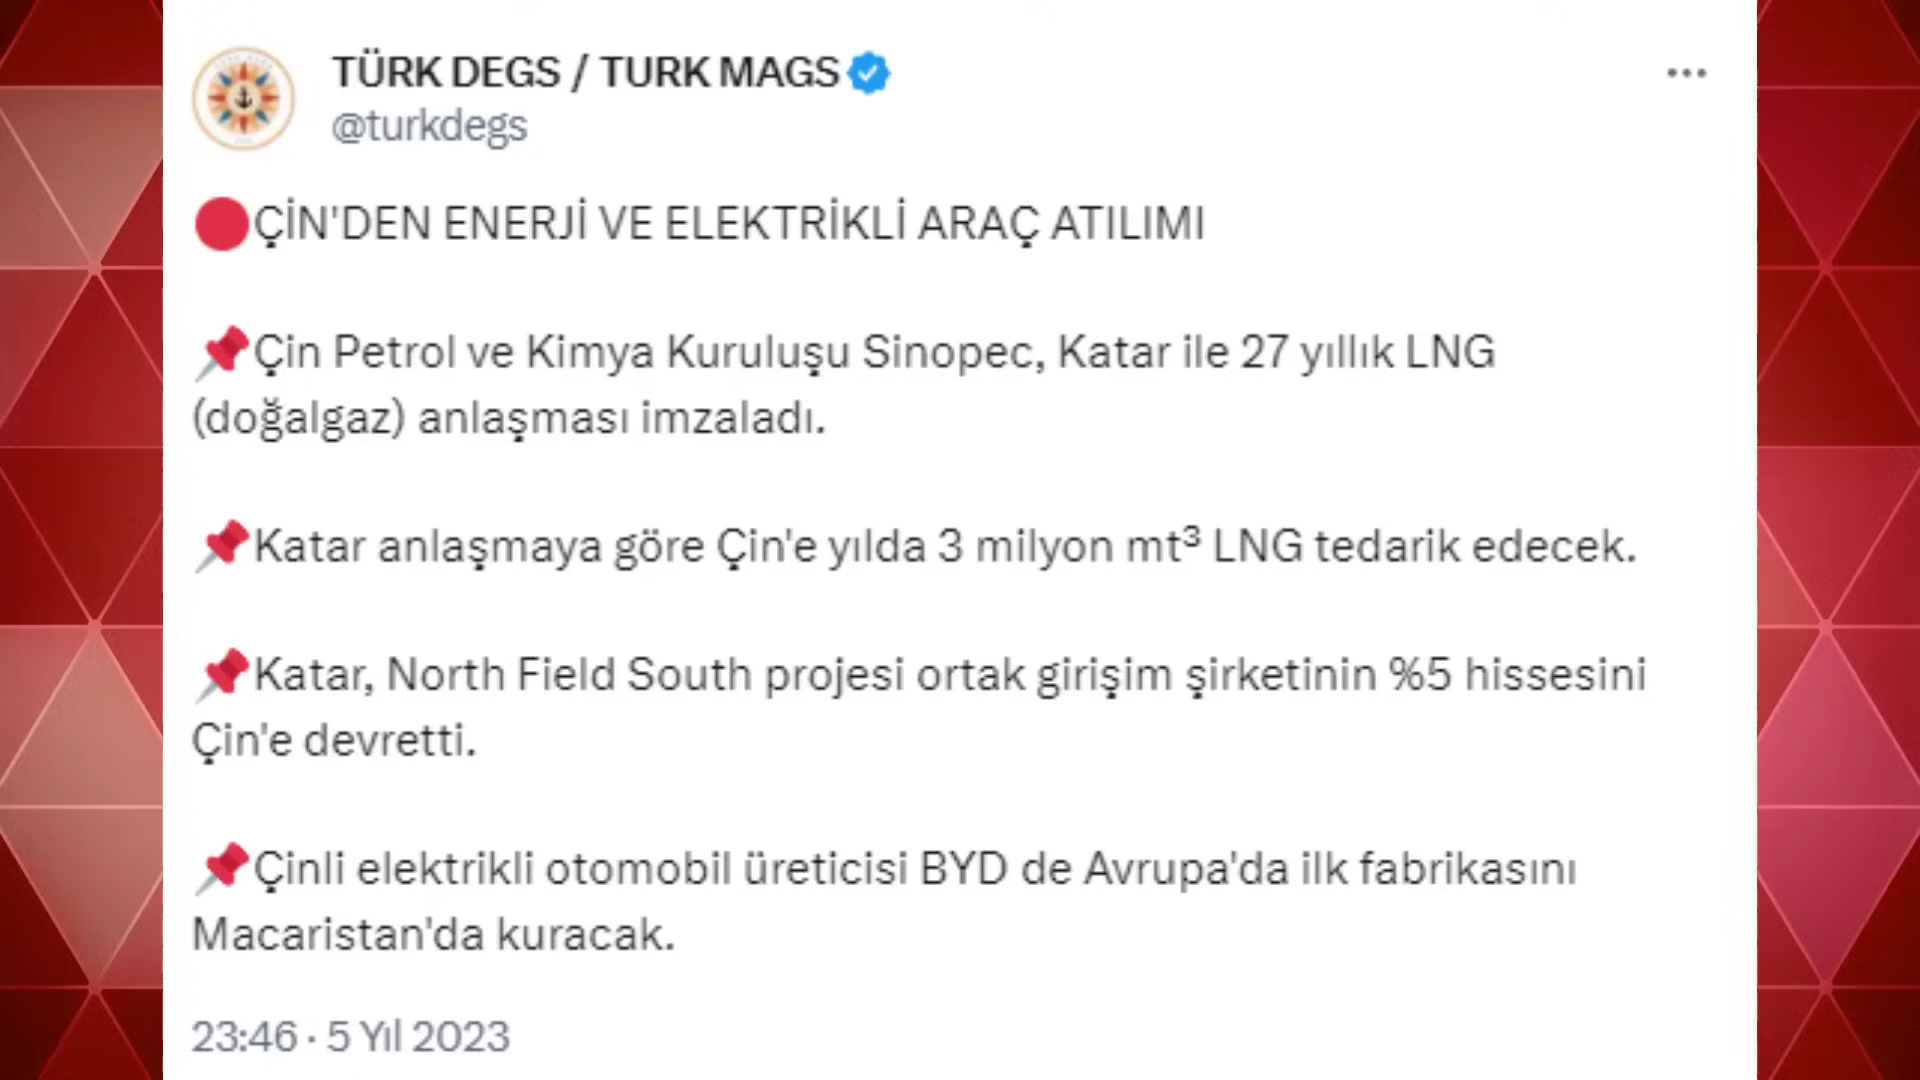 TÜRK DEGS / TURK MAGS
@turkdegs
ÇİN'DEN ENERJİ VE ELEKTRİKLİ ARAÇ ATILIMI
Çin Petrol ve Kimya Kuruluşu Sinopec, Katar ile 27 yıllık LNG
(doğalgaz) anlaşması imzaladı.
Katar anlaşmaya göre Çin'e yılda 3 milyon mt³ LNG tedarik edecek.
Katar, North Field South projesi ortak girişim şirketinin %5 hissesini
Çin'e devretti.
Çinli elektrikli otomobil üreticisi BYD de Avrupa'da ilk fabrikasını
Macaristan'da kuracak.
23:46 · 5 Yıl 2023